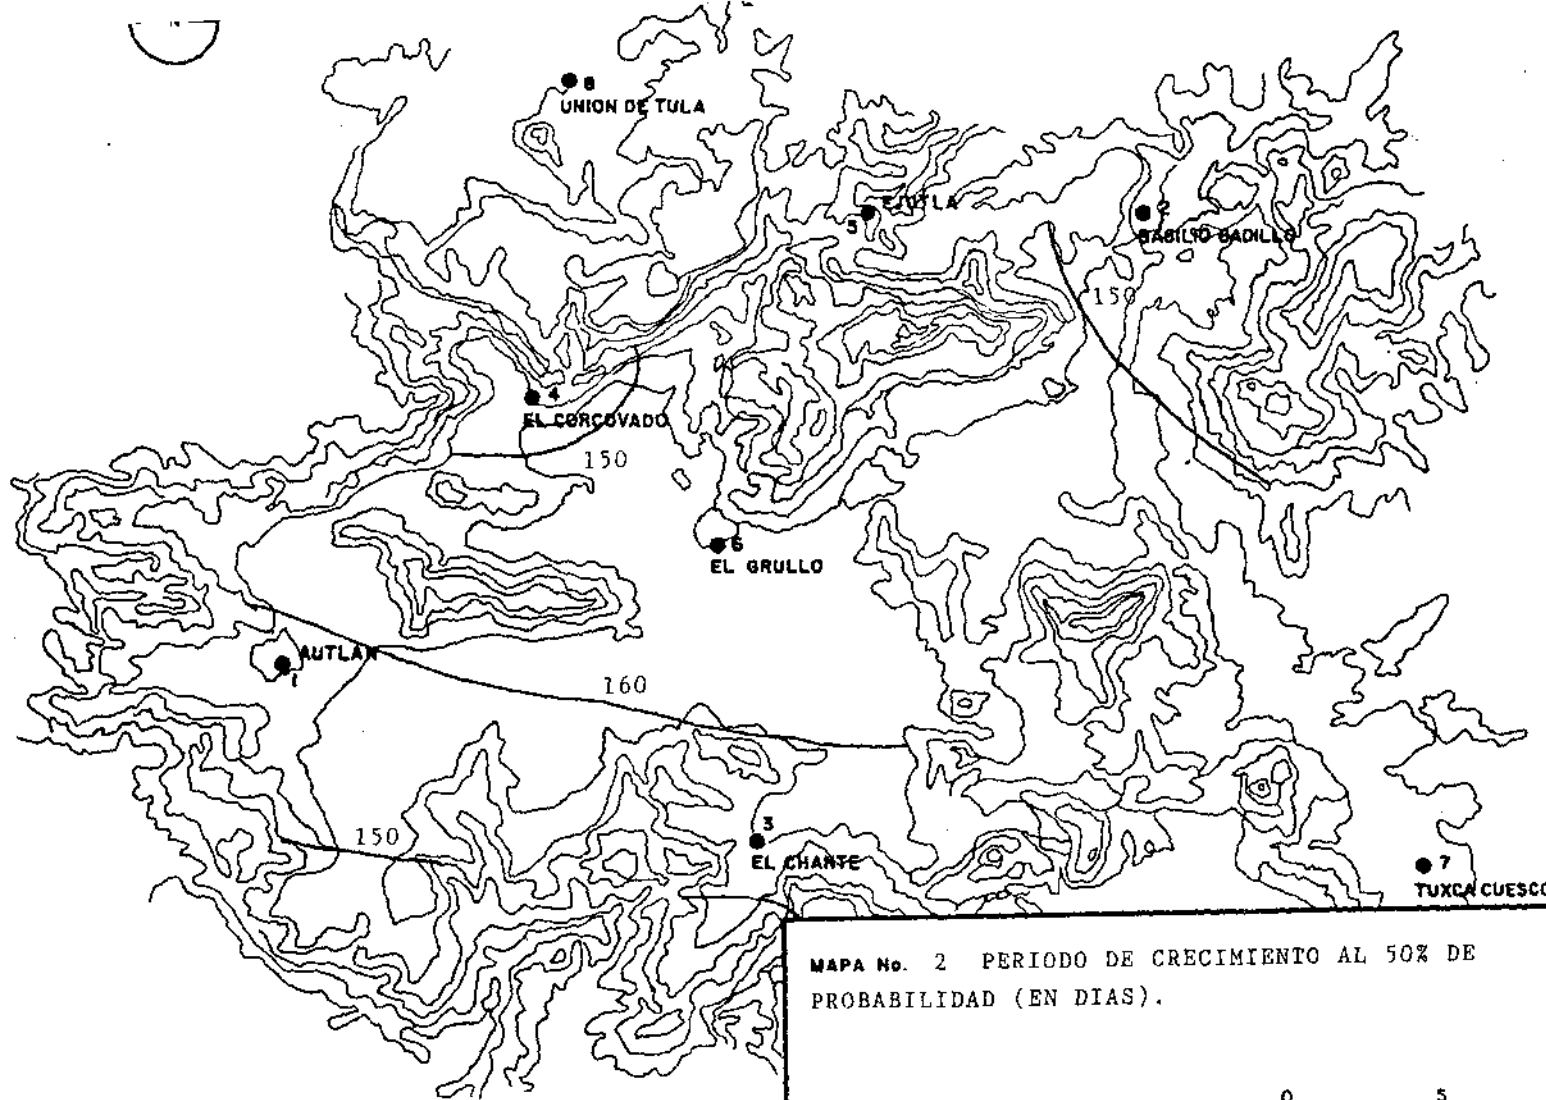 N
8
UNION DE TULA
EJUTLA
5
2
BASILIO BADILLO
150
4
EL CORCOVADO
150
6
EL GRULLO
AUTLAN
1
160
150
3
EL CHANTE
7
TUXCACUESCO
MAPA No. 2 PERIODO DE CRECIMIENTO AL 50% DE
PROBABILIDAD (EN DIAS).
0 5